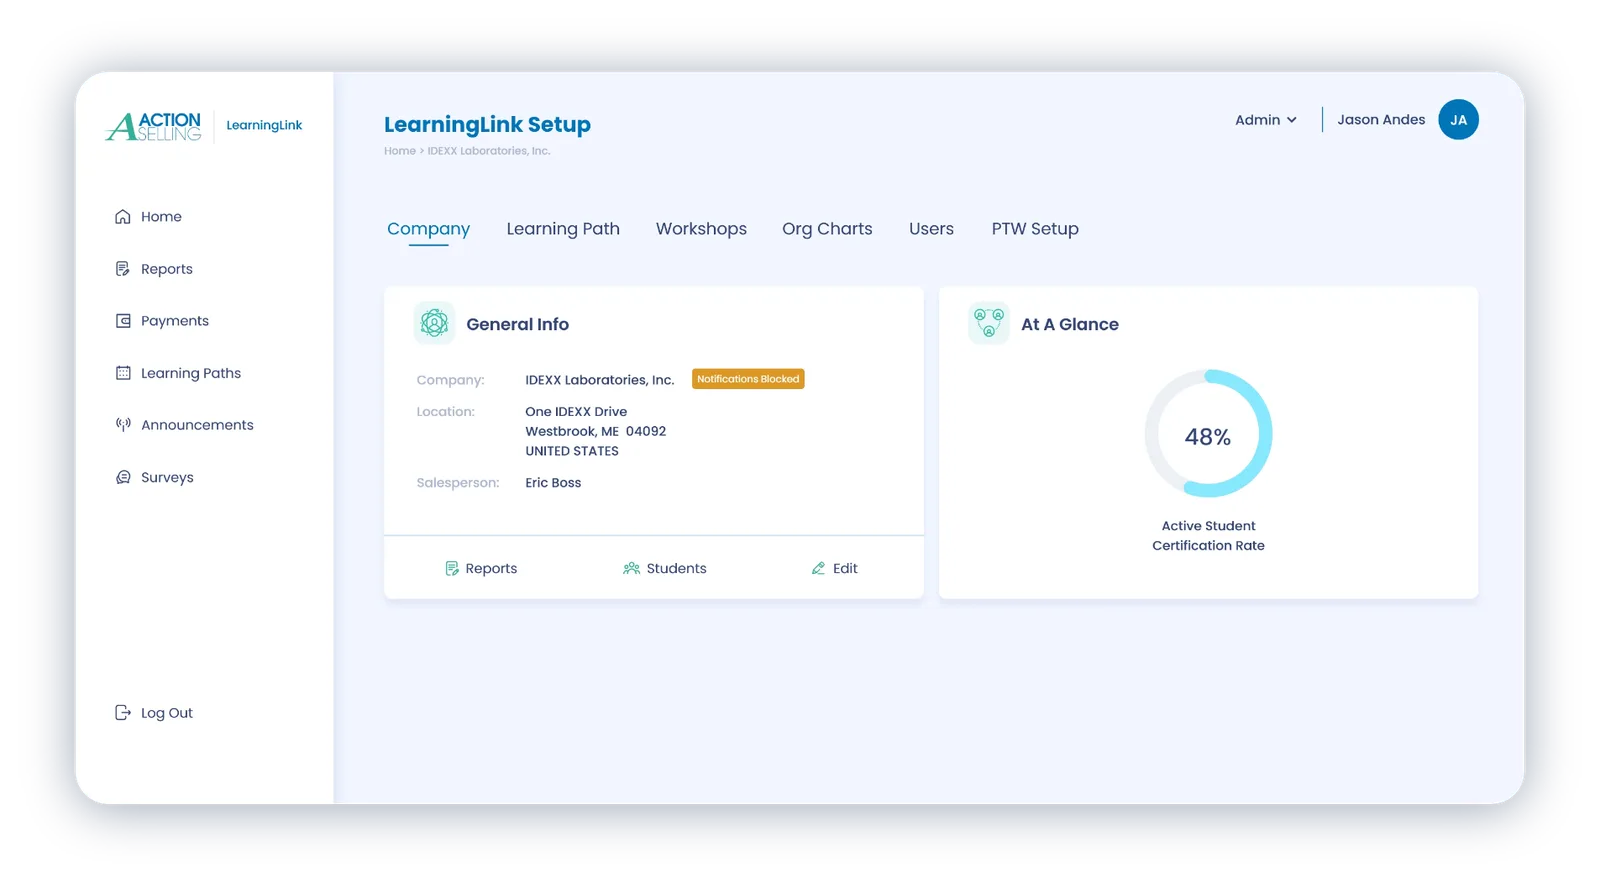 ACTION
SELLING
LearningLink
Home
Reports
Payments
Learning Paths
Announcements
Surveys
Log Out
LearningLink Setup
Home > IDEXX Laboratories, Inc.
Admin
Jason Andes
JA
Company
Learning Path
Workshops
Org Charts
Users
PTW Setup
General Info
Company: IDEXX Laboratories, Inc. Notifications Blocked
Location: One IDEXX Drive
Westbrook, ME 04092
UNITED STATES
Salesperson: Eric Boss
Reports
Students
Edit
At A Glance
48%
Active Student
Certification Rate